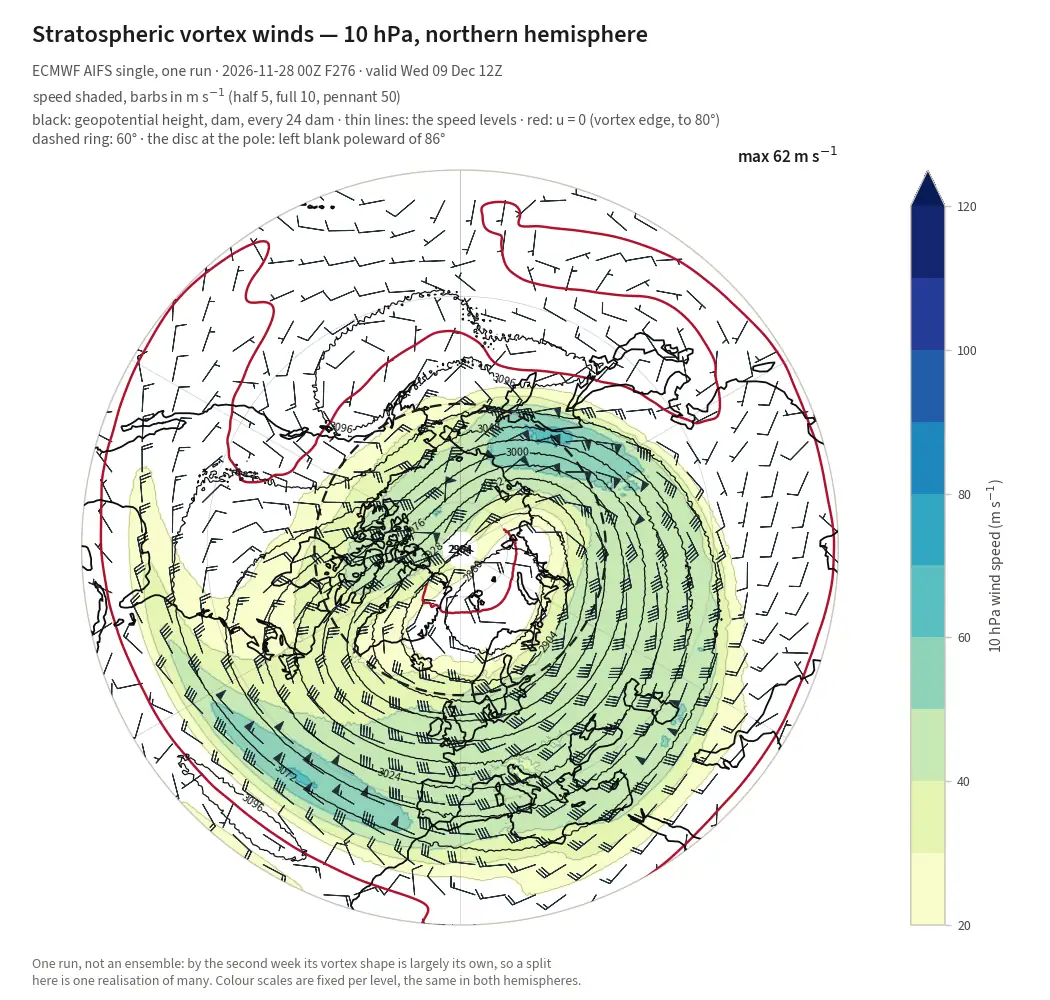 Stratospheric vortex winds — 10 hPa, northern hemisphere
ECMWF AIFS single, one run · 2026-11-28 00Z F276 · valid Wed 09 Dec 12Z
speed shaded, barbs in m s⁻¹ (half 5, full 10, pennant 50)
black: geopotential height, dam, every 24 dam · thin lines: the speed levels · red: u = 0 (vortex edge, to 80°)
dashed ring: 60° · the disc at the pole: left blank poleward of 86°
max 62 m s⁻¹
120
100
80
60
40
20
10 hPa wind speed (m s⁻¹)
3096
3000
2904
3024
3072
3096
One run, not an ensemble: by the second week its vortex shape is largely its own, so a split
here is one realisation of many. Colour scales are fixed per level, the same in both hemispheres.